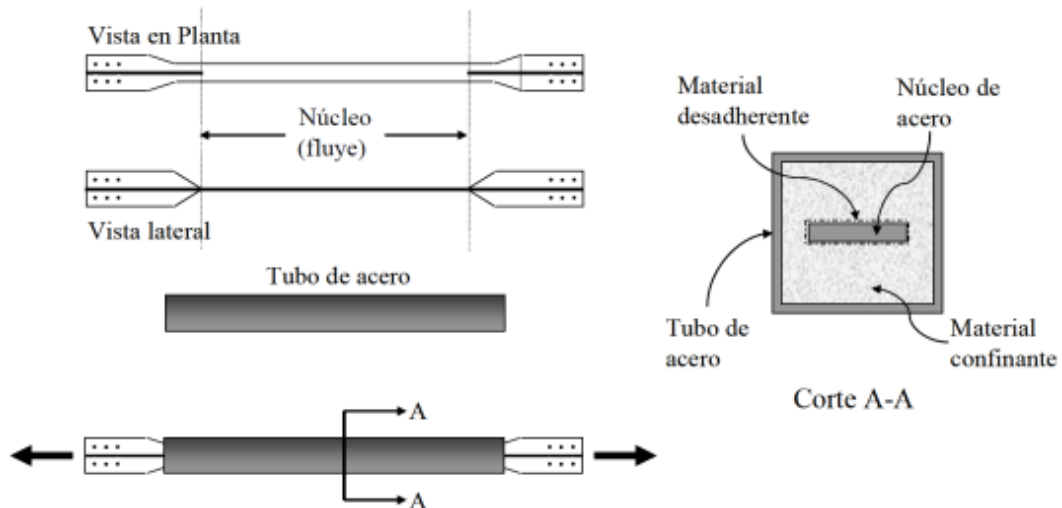 Vista en Planta
Núcleo
(fluye)
Vista lateral
Tubo de acero
A
A
Material
desadherente
Núcleo de
acero
Tubo de
acero
Material
confinante
Corte A-A